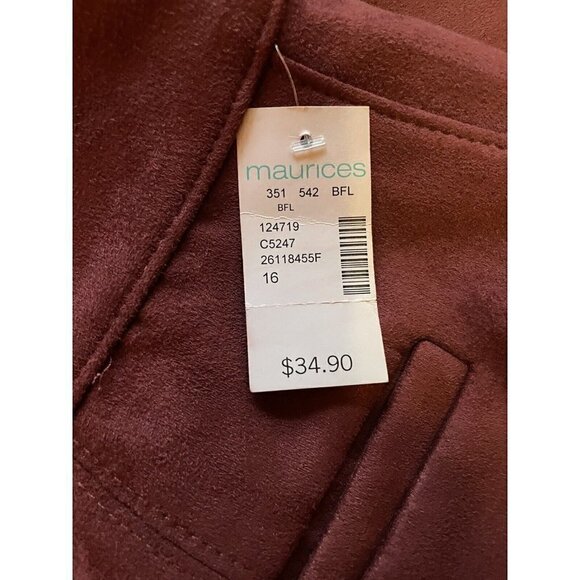 maurices
351 542 BFL
BFL
124719
C5247
26118455F
16
$34.90